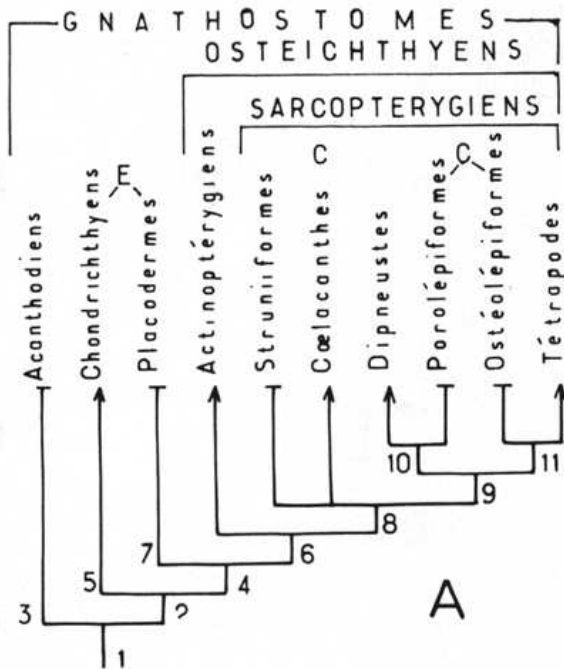 GNATHOSTOMES
OSTEICHTHYENS
SARCOPTERYGIENS
C
E
C
Acanthodiens
Chondrichthyens
Placodermes
Actinoptérygiens
Struniiformes
Cœlacanthes
Dipneustes
Porolépiformes
Ostéolépiformes
Tétrapodes
10
11
9
8
7
6
5
4
3
2
1
A